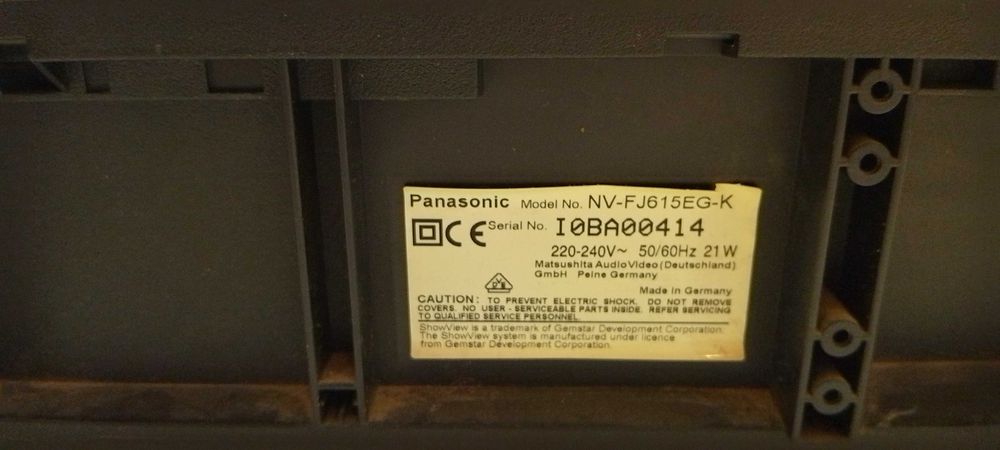 Panasonic Model No. NV-FJ615EG-K
CE Serial No. I0BA00414
220-240V~ 50/60Hz 21W
Matsushita AudioVideo (Deutschland)
GmbH Peine Germany
Made in Germany
CAUTION: TO PREVENT ELECTRIC SHOCK. DO NOT REMOVE
COVERS. NO USER - SERVICEABLE PARTS INSIDE. REFER SERVICING
TO QUALIFIED SERVICE PERSONNEL.
ShowView is a trademark of Gemstar Development Corporation.
The ShowView system is manufactured under licence
from Gemstar Development Corporation.